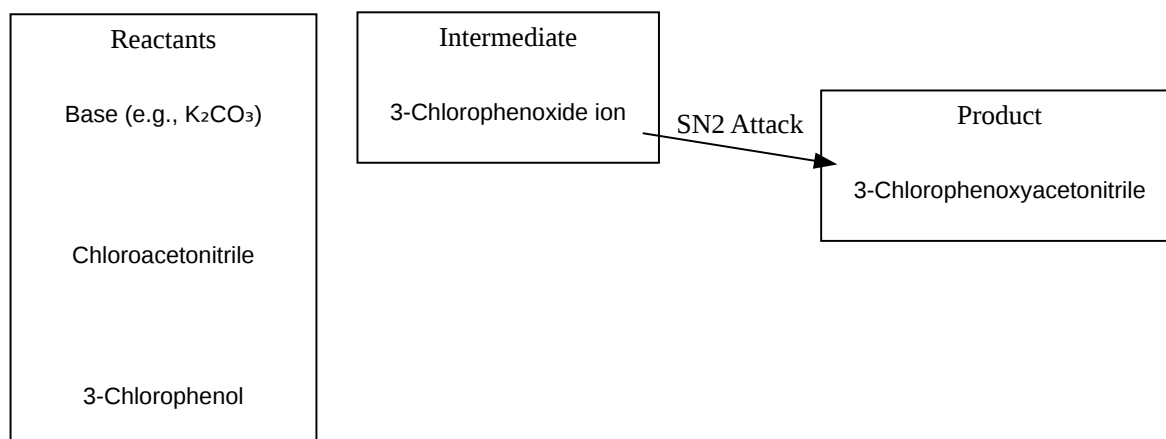 Reactants
Base (e.g., K₂CO₃)
Chloroacetonitrile
3-Chlorophenol
Intermediate
3-Chlorophenoxide ion
SN2 Attack
Product
3-Chlorophenoxyacetonitrile